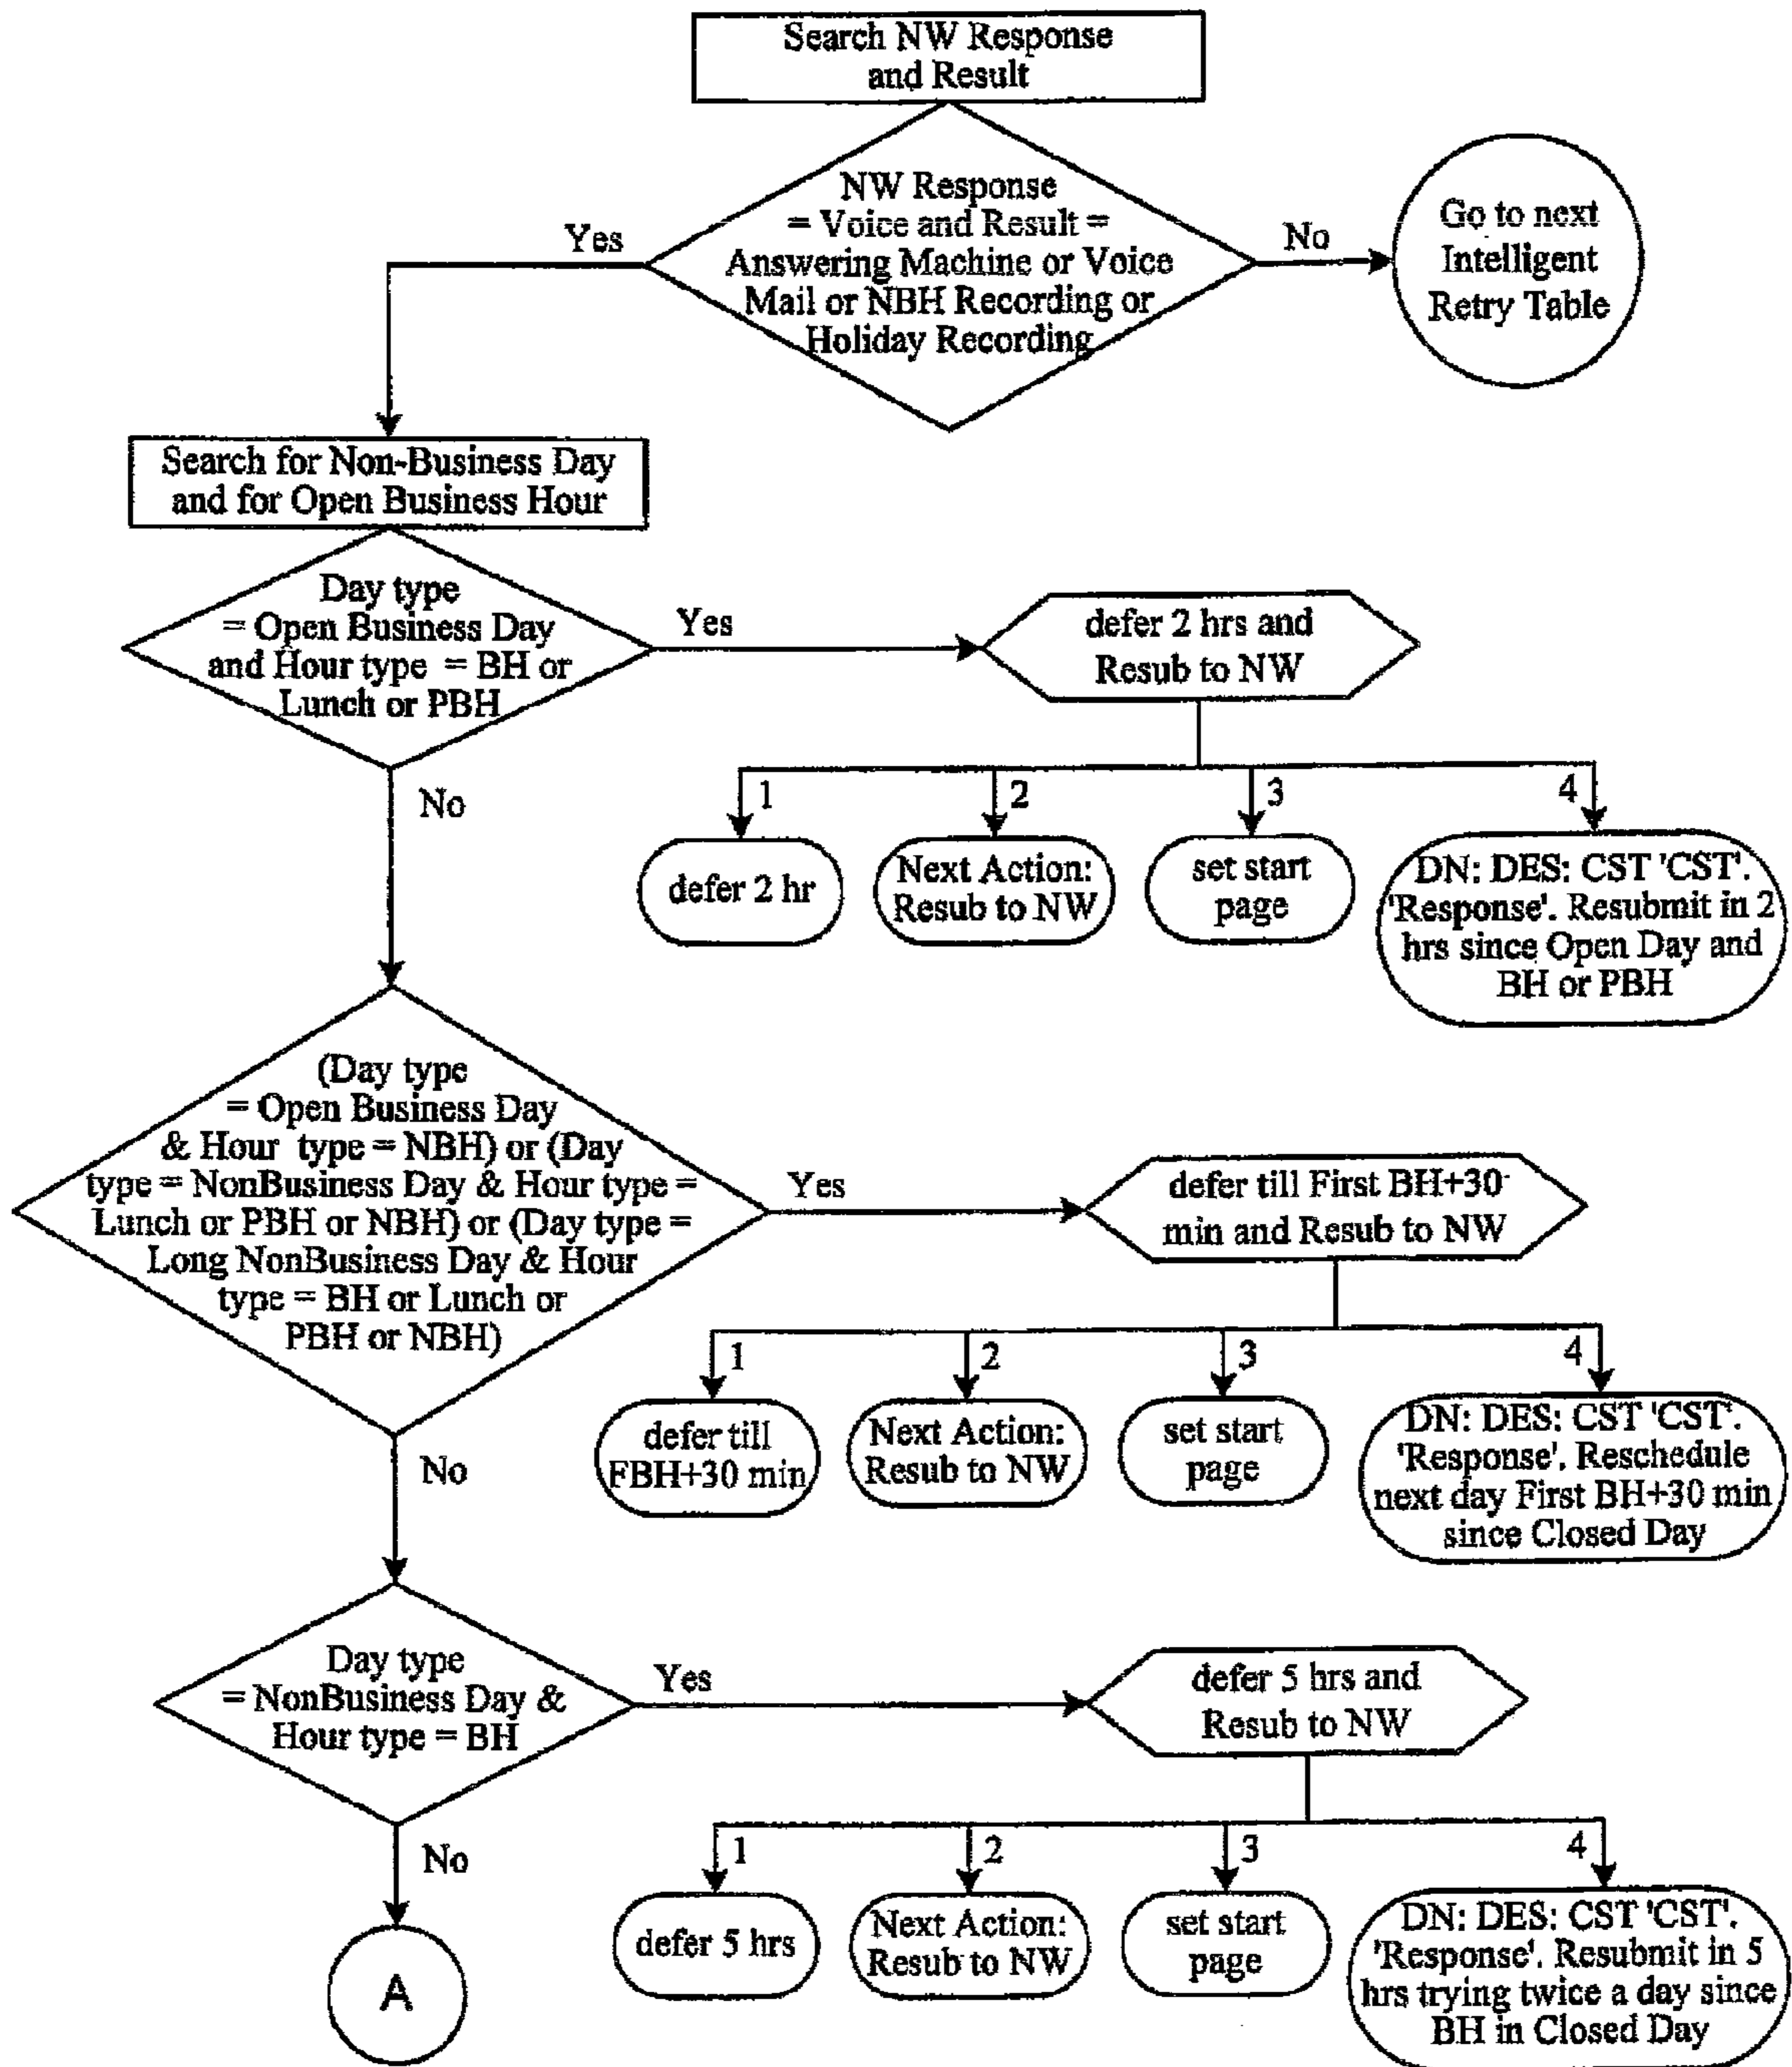 Search NW Response
and Result
NW Response
= Voice and Result =
Answering Machine or Voice
Mail or NBH Recording or
Holiday Recording
Yes
No
Go to next
Intelligent
Retry Table
Search for Non-Business Day
and for Open Business Hour
Day type
= Open Business Day
and Hour type = BH or
Lunch or PBH
Yes
defer 2 hrs and
Resub to NW
No
1
2
3
4
defer 2 hr
Next Action:
Resub to NW
set start
page
DN: DES: CST 'CST'.
'Response'. Resubmit in 2
hrs since Open Day and
BH or PBH
(Day type
= Open Business Day
& Hour type = NBH) or (Day
type = NonBusiness Day & Hour type =
Lunch or PBH or NBH) or (Day type =
Long NonBusiness Day & Hour
type = BH or Lunch or
PBH or NBH)
Yes
defer till First BH+30
min and Resub to NW
No
1
2
3
4
defer till
FBH+30 min
Next Action:
Resub to NW
set start
page
DN: DES: CST 'CST'.
'Response'. Reschedule
next day First BH+30 min
since Closed Day
Day type
= NonBusiness Day &
Hour type = BH
Yes
defer 5 hrs and
Resub to NW
No
1
2
3
4
defer 5 hrs
Next Action:
Resub to NW
set start
page
DN: DES: CST 'CST'.
'Response'. Resubmit in 5
hrs trying twice a day since
BH in Closed Day
A